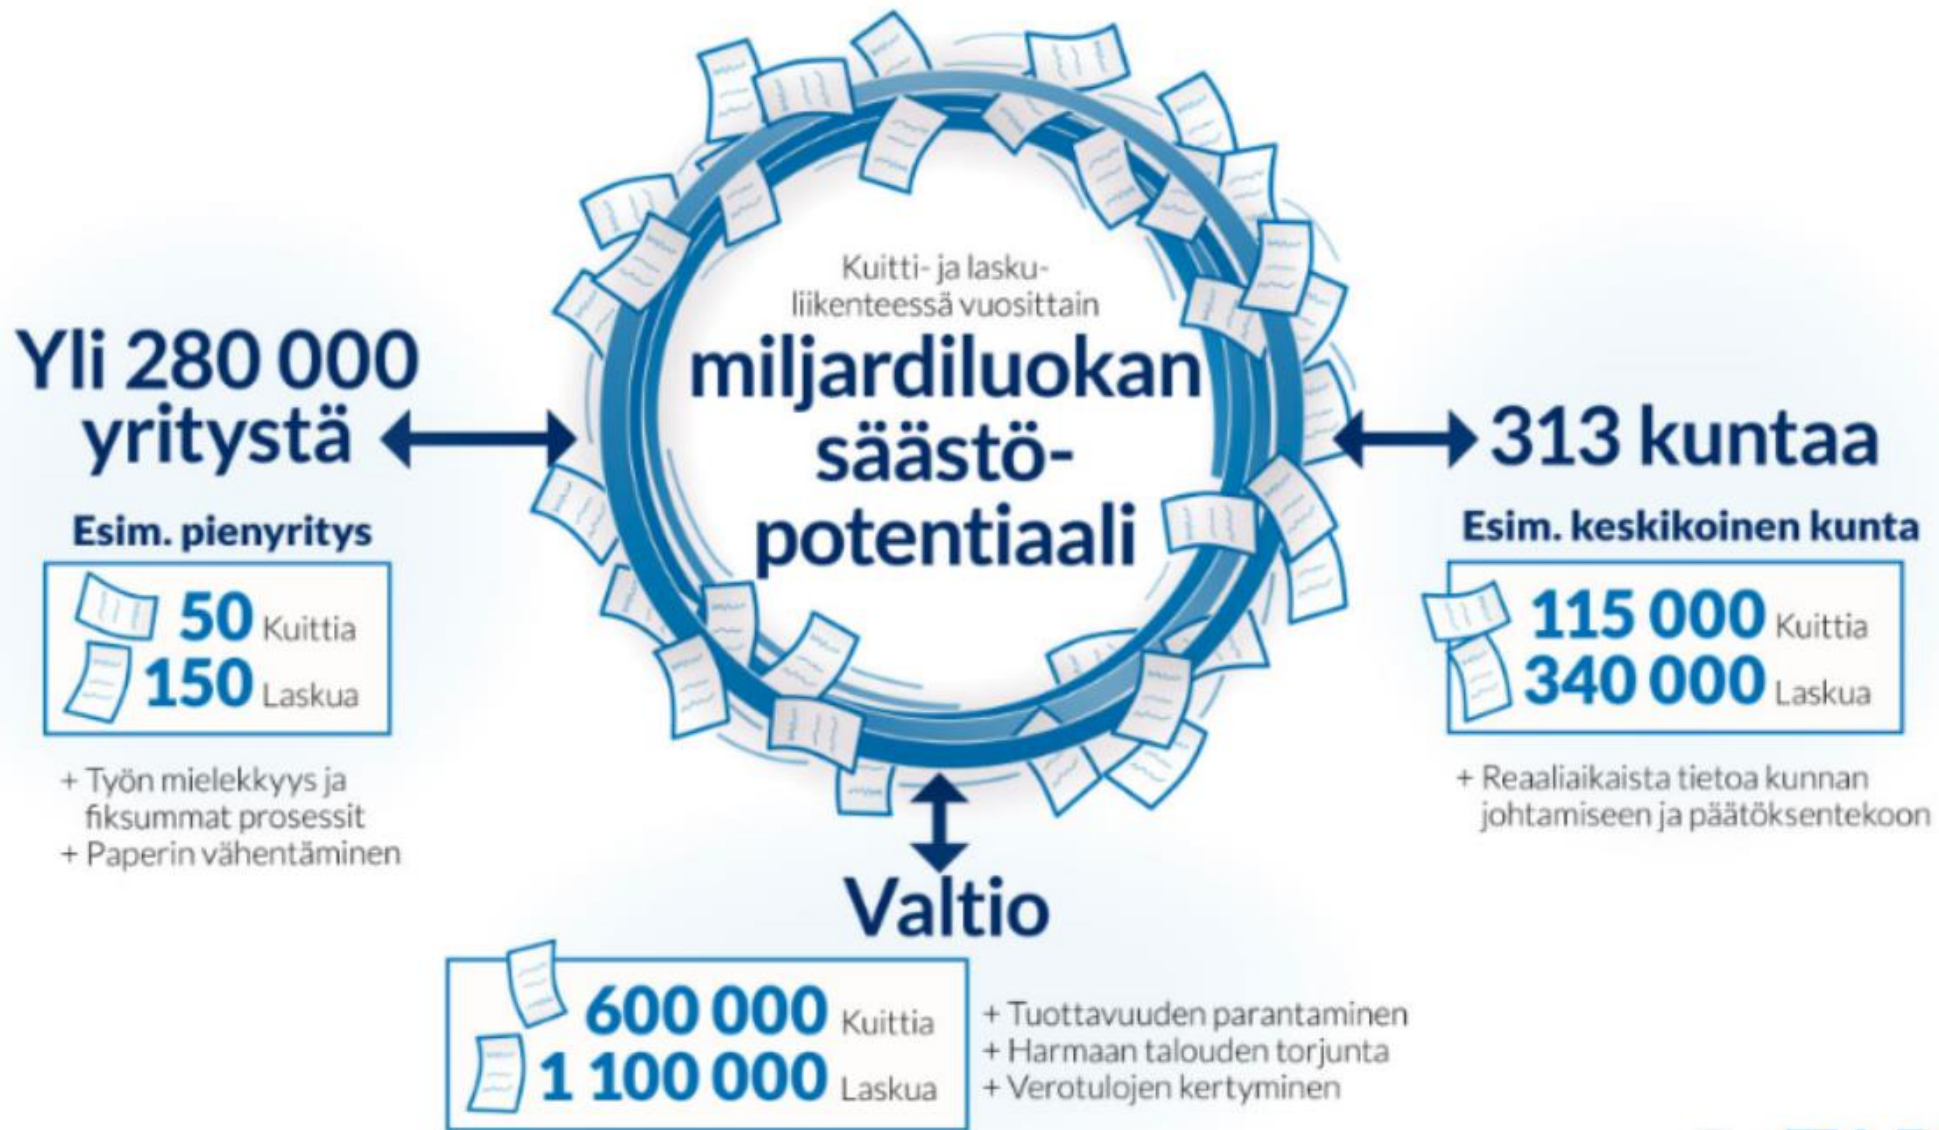 Kuitti- ja lasku-
liikenteessä vuosittain
miljardiluokan
säästö-
potentiaali
Yli 280 000
yritystä
Esim. pienyritys
50 Kuittia
150 Laskua
+ Työn mielekkyys ja
fiksummat prosessit
+ Paperin vähentäminen
313 kuntaa
Esim. keskikoinen kunta
115 000 Kuittia
340 000 Laskua
+ Reaaliaikaista tietoa kunnan
johtamiseen ja päätöksentekoon
Valtio
600 000 Kuittia
1 100 000 Laskua
+ Tuottavuuden parantaminen
+ Harmaan talouden torjunta
+ Verotulojen kertyminen